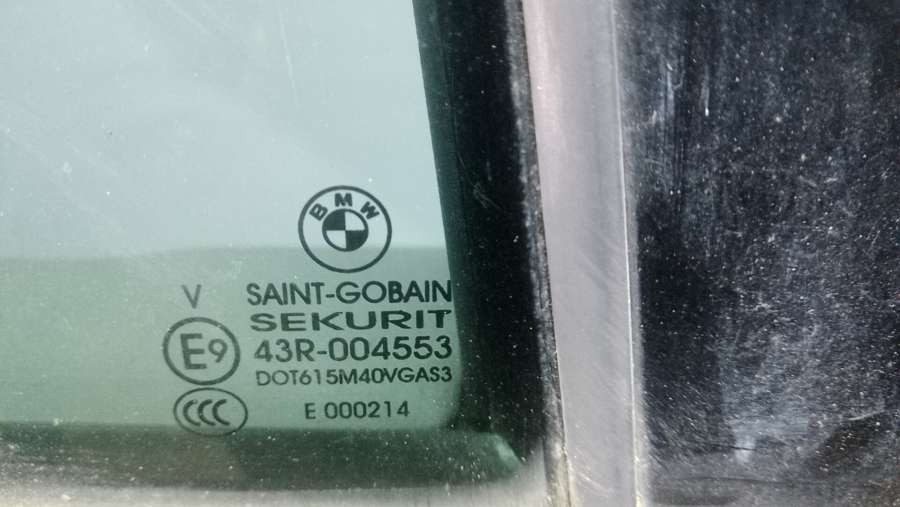 BMW
V
SAINT-GOBAIN
SEKURIT
E9
43R-004553
DOT615M40VGAS3
CCC
E 000214